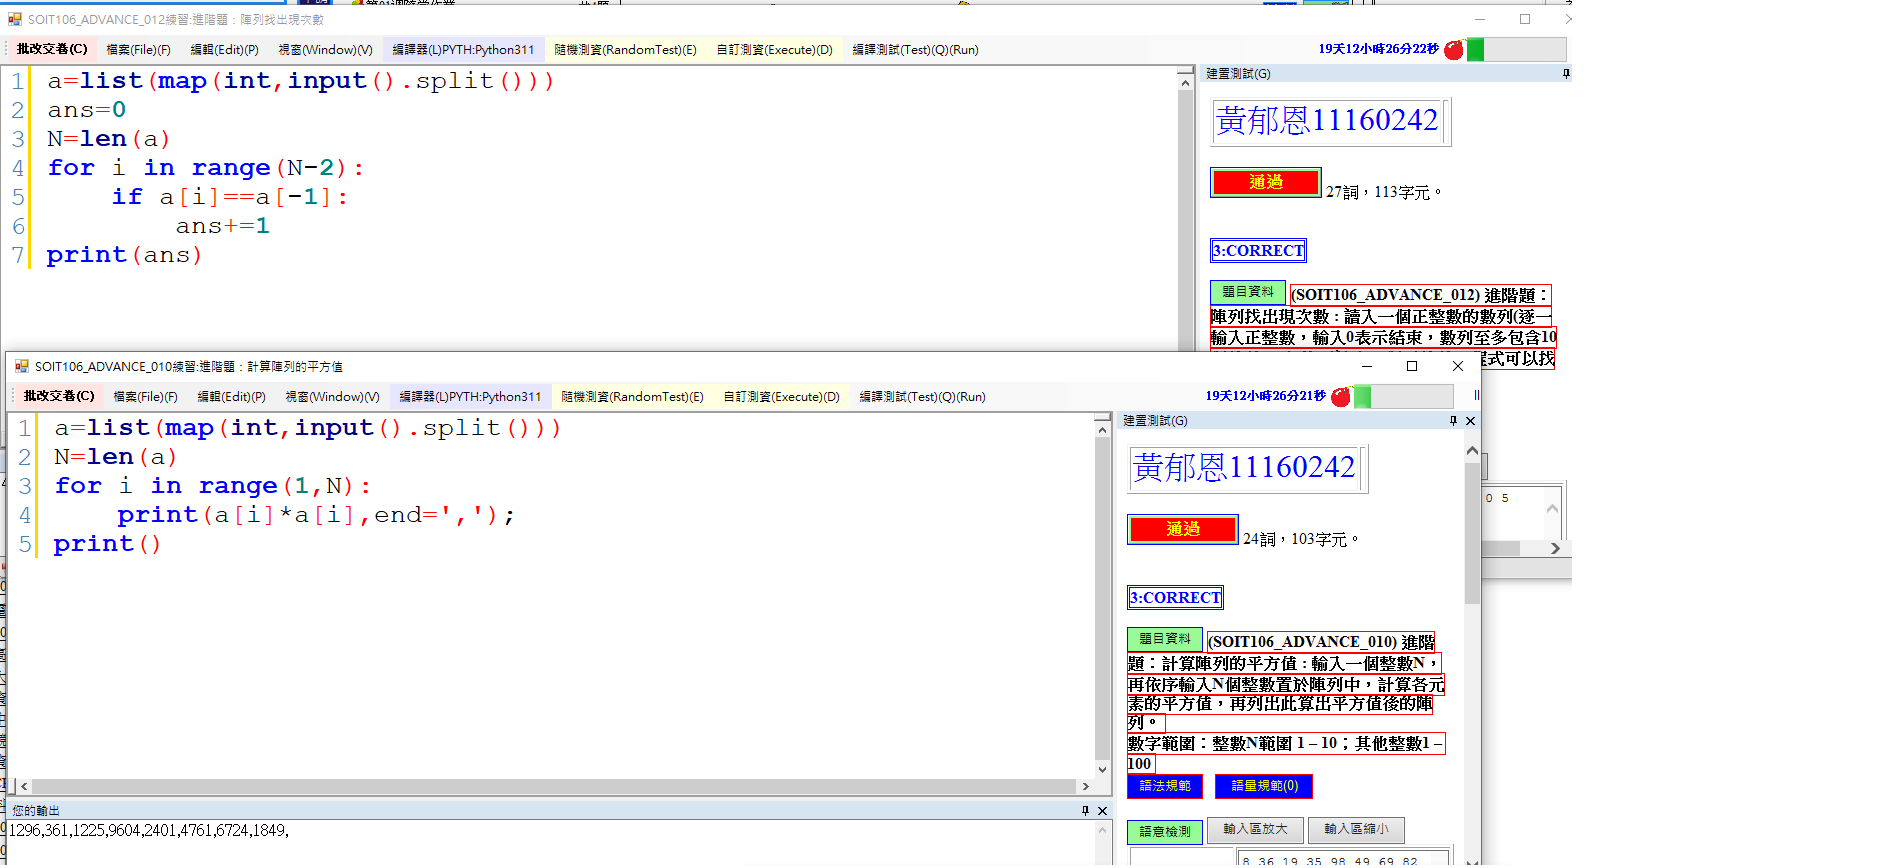 SOIT106_ADVANCE_012練習:進階題：陣列找出現次數
批改交卷(C) 檔案(File)(F) 編輯(Edit)(P) 視窗(Window)(V) 編譯器(L)PYTH:Python311 隨機測資(RandomTest)(E) 自訂測資(Execute)(D) 編譯測試(Test)(Q)(Run) 19天12小時26分22秒
1 a=list(map(int,input().split()))
2 ans=0
3 N=len(a)
4 for i in range(N-2):
5 if a[i]==a[-1]:
6 ans+=1
7 print(ans)
建置測試(G)
黃郁恩11160242
通過 27詞，113字元。
3:CORRECT
題目資料 (SOIT106_ADVANCE_012) 進階題：
陣列找出現次數 : 讀入一個正整數的數列(逐一
輸入正整數，輸入0表示結束，數列至多包含10
程式可以找
0 5
SOIT106_ADVANCE_010練習:進階題：計算陣列的平方值
批改交卷(C) 檔案(File)(F) 編輯(Edit)(P) 視窗(Window)(V) 編譯器(L)PYTH:Python311 隨機測資(RandomTest)(E) 自訂測資(Execute)(D) 編譯測試(Test)(Q)(Run) 19天12小時26分21秒
1 a=list(map(int,input().split()))
2 N=len(a)
3 for i in range(1,N):
4 print(a[i]*a[i],end=',');
5 print()
您的輸出
1296,361,1225,9604,2401,4761,6724,1849,
建置測試(G)
黃郁恩11160242
通過 24詞，103字元。
3:CORRECT
題目資料 (SOIT106_ADVANCE_010) 進階
題：計算陣列的平方值 : 輸入一個整數N，
再依序輸入N個整數置於陣列中，計算各元
素的平方值，再列出此算出平方值後的陣
列。
數字範圍：整數N範圍 1 – 10；其他整數1 –
100
語法規範 語量規範(0)
語意檢測 輸入區放大 輸入區縮小
8 36 19 35 98 49 69 82